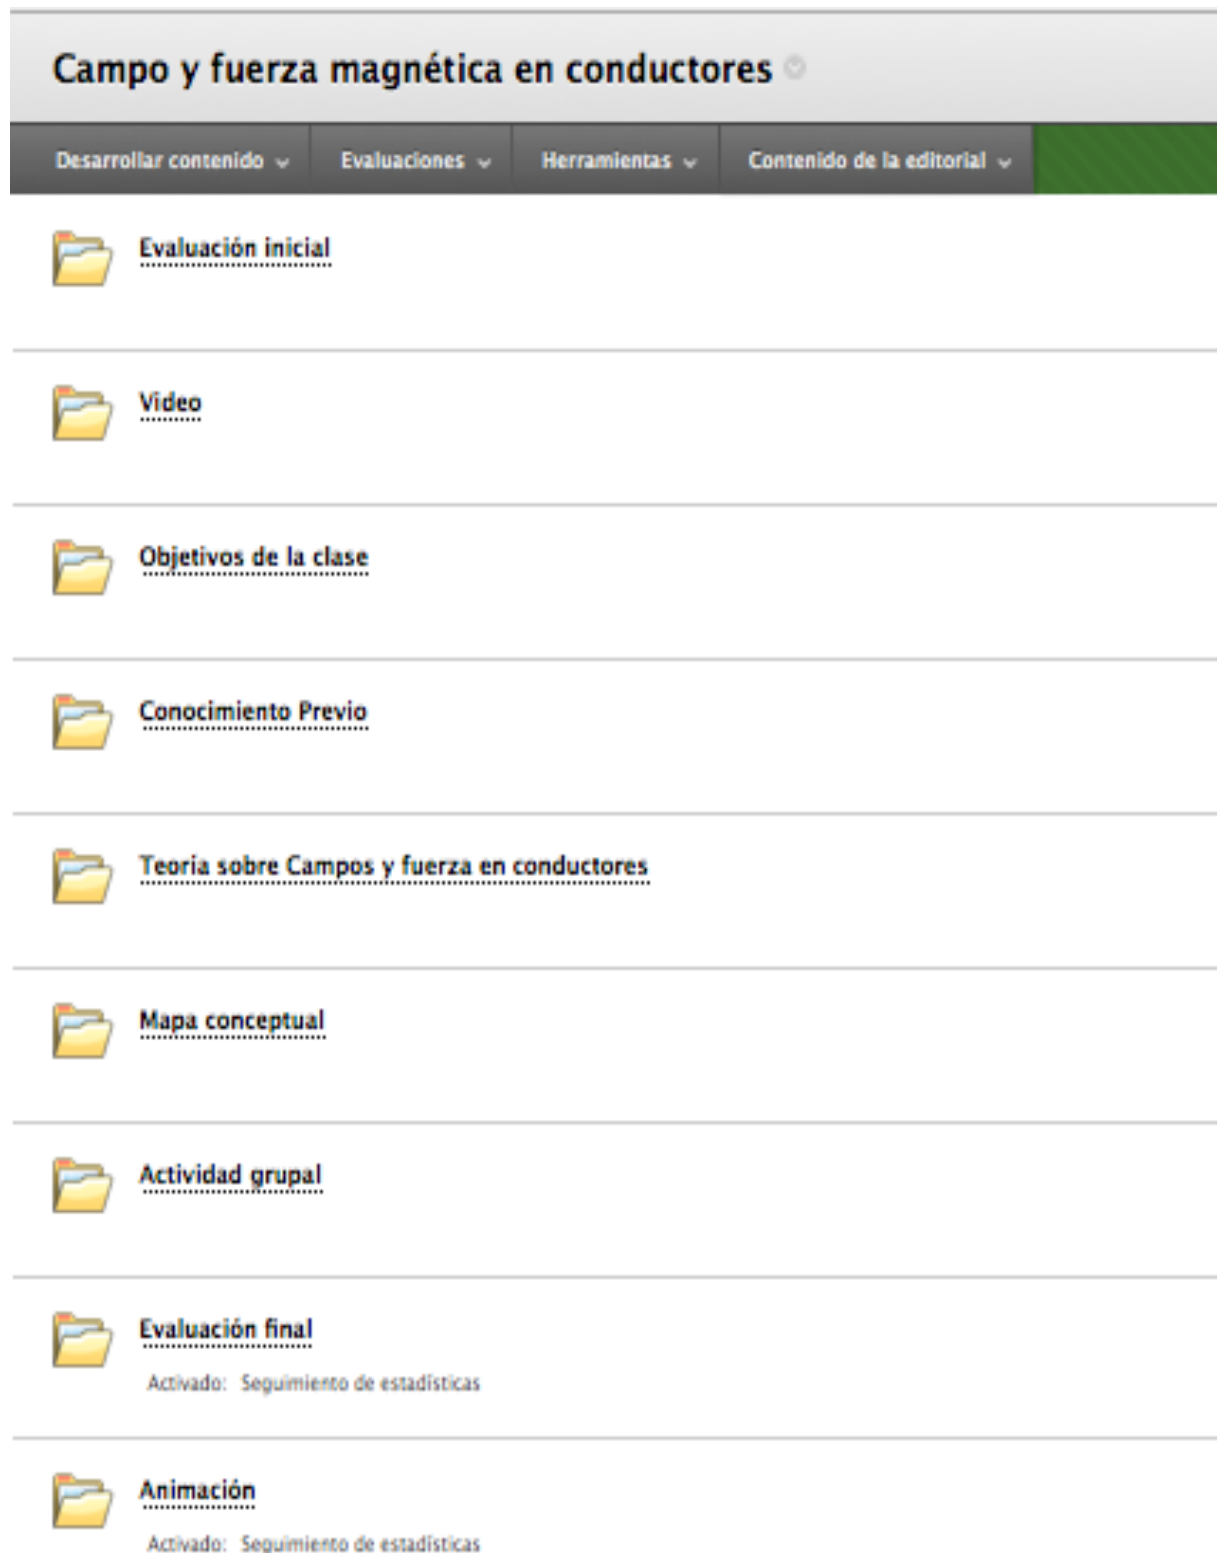 Campo y fuerza magnética en conductores
Desarrollar contenido Evaluaciones Herramientas Contenido de la editorial
Evaluación inicial
Video
Objetivos de la clase
Conocimiento Previo
Teoria sobre Campos y fuerza en conductores
Mapa conceptual
Actividad grupal
Evaluación final
Activado: Seguimiento de estadísticas
Animación
Activado: Seguimiento de estadísticas